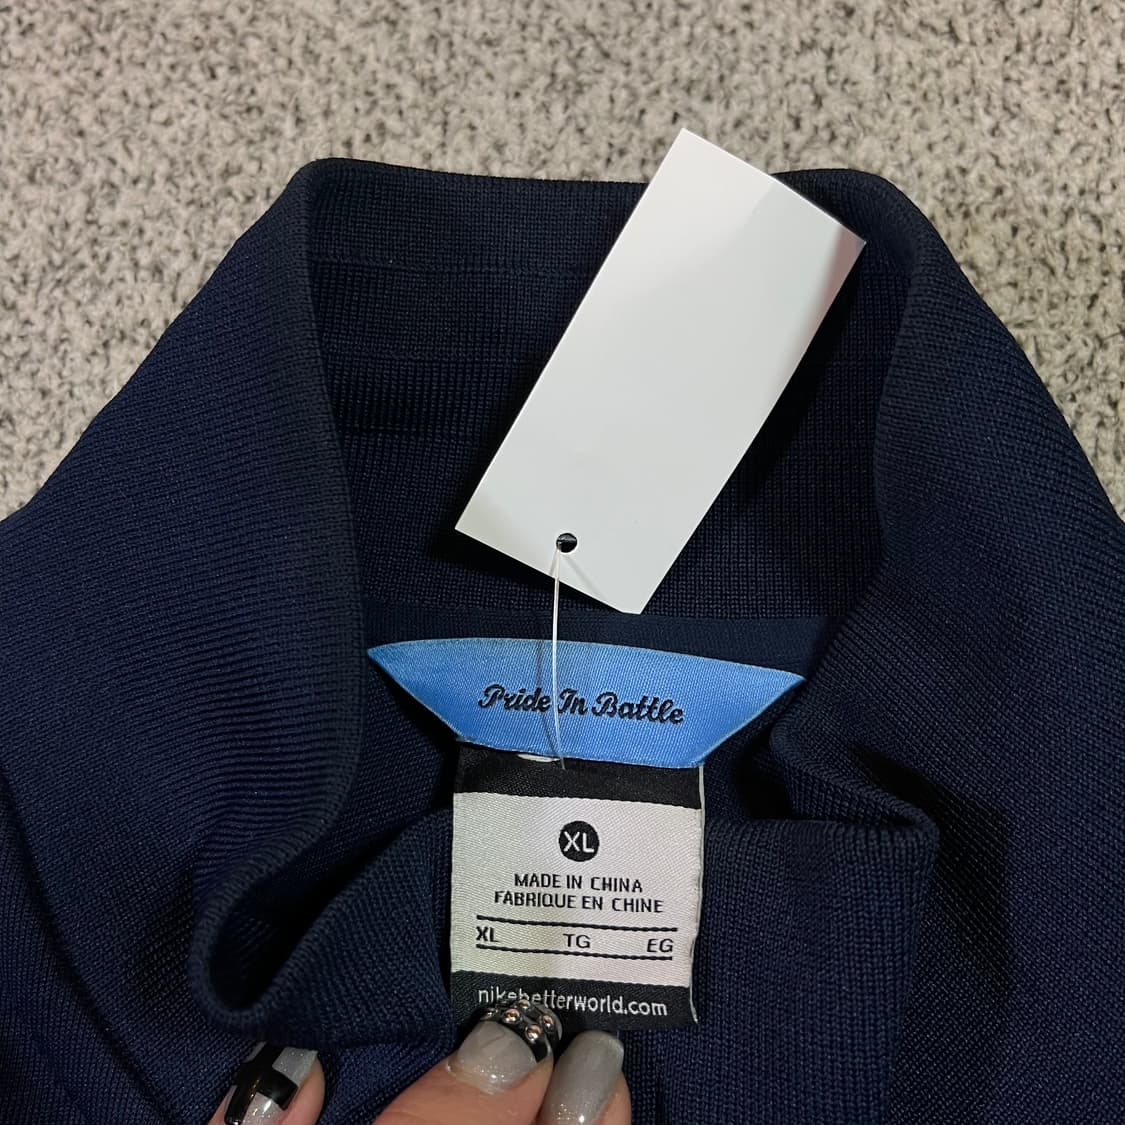 Pride In Battle
XL
MADE IN CHINA
FABRIQUE EN CHINE
XL TG EG
nikebetterworld.com